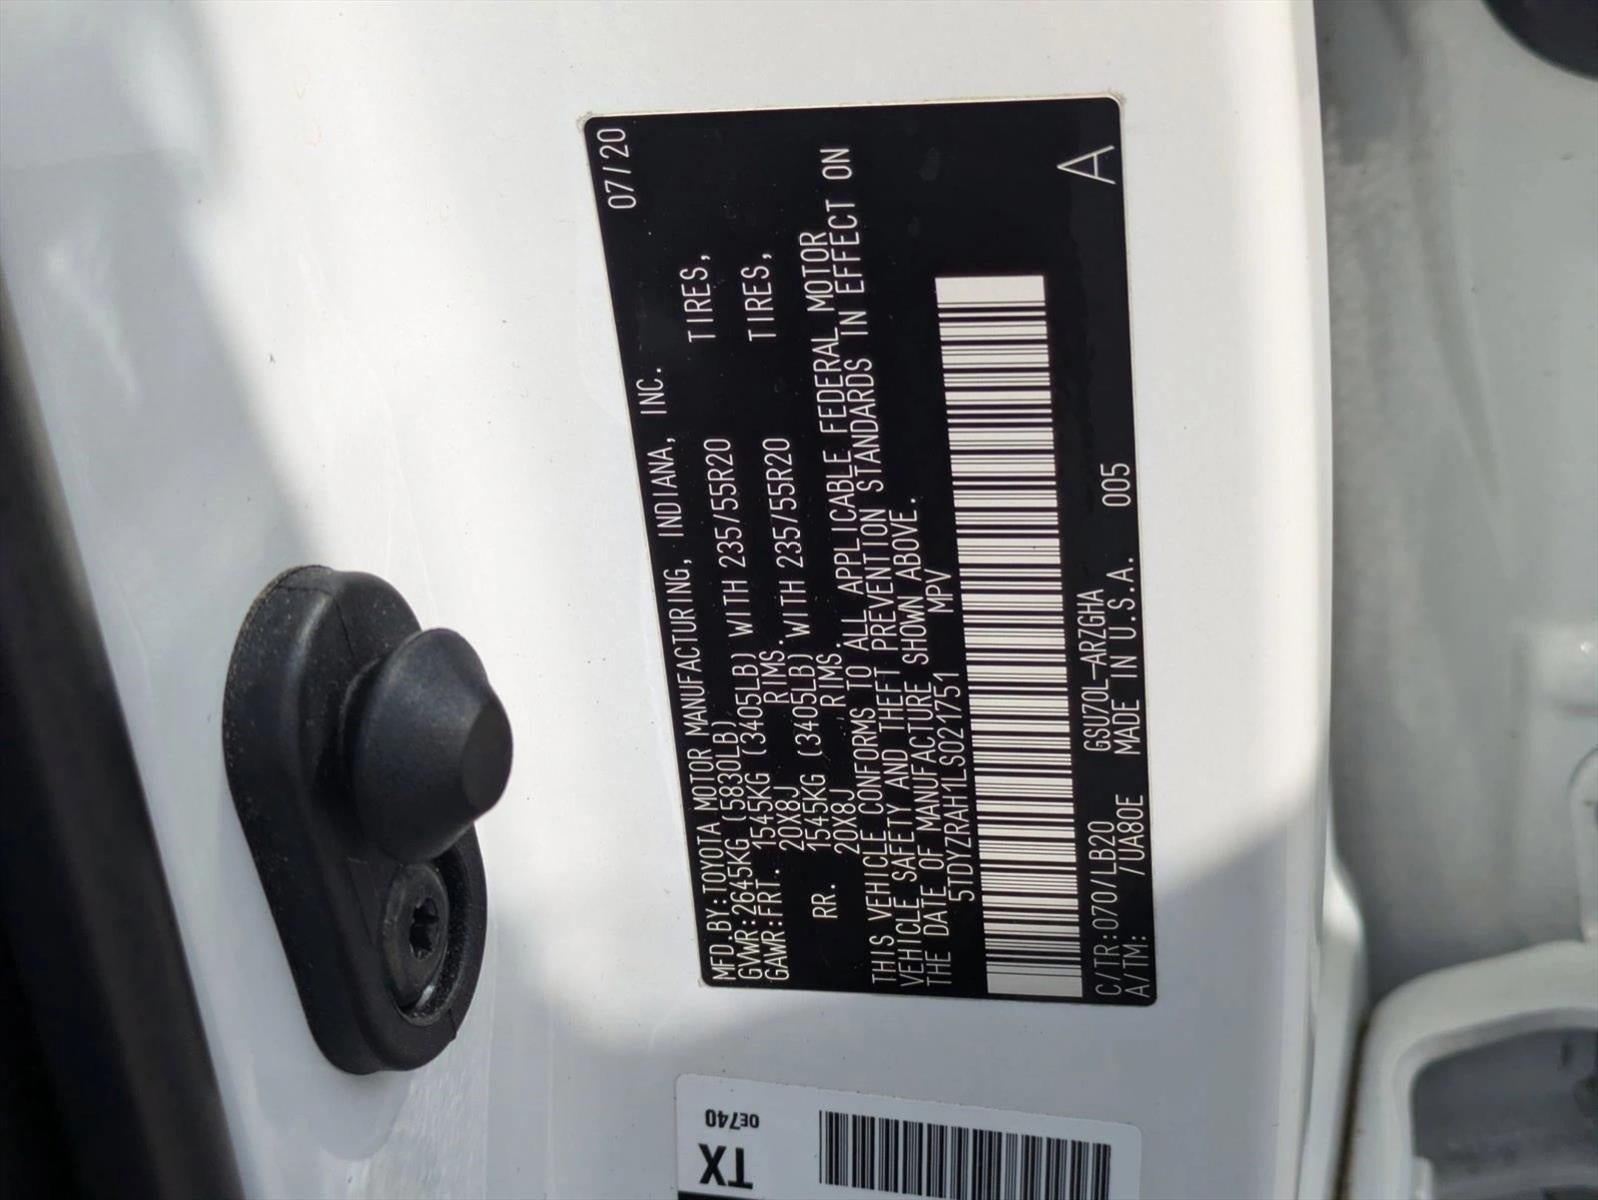 07/20
MFD.BY:TOYOTA MOTOR MANUFACTURING, INDIANA, INC.
GVWR:2645KG (5830LB)
GAWR:FRT. 1545KG (3405LB) WITH 235/55R20 TIRES,
20X8J RIMS.
RR. 1545KG (3405LB) WITH 235/55R20 TIRES,
20X8J RIMS.
THIS VEHICLE CONFORMS TO ALL APPLICABLE FEDERAL MOTOR
VEHICLE SAFETY AND THEFT PREVENTION STANDARDS IN EFFECT ON
THE DATE OF MANUFACTURE SHOWN ABOVE.
5TDYZRAH1LS021751 MPV
A
C/TR:070/LB20 GSU70L-ARZGHA
A/TM: /UA80E MADE IN U.S.A. 005
TX 0E740